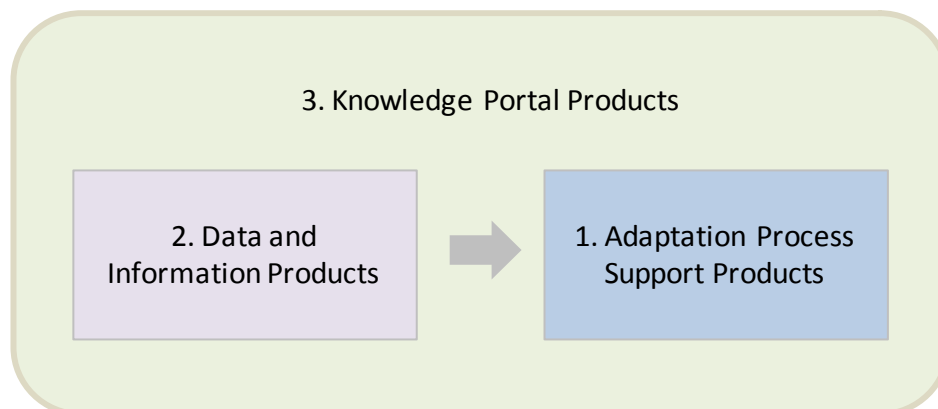 3. Knowledge Portal Products
2. Data and
Information Products
1. Adaptation Process
Support Products